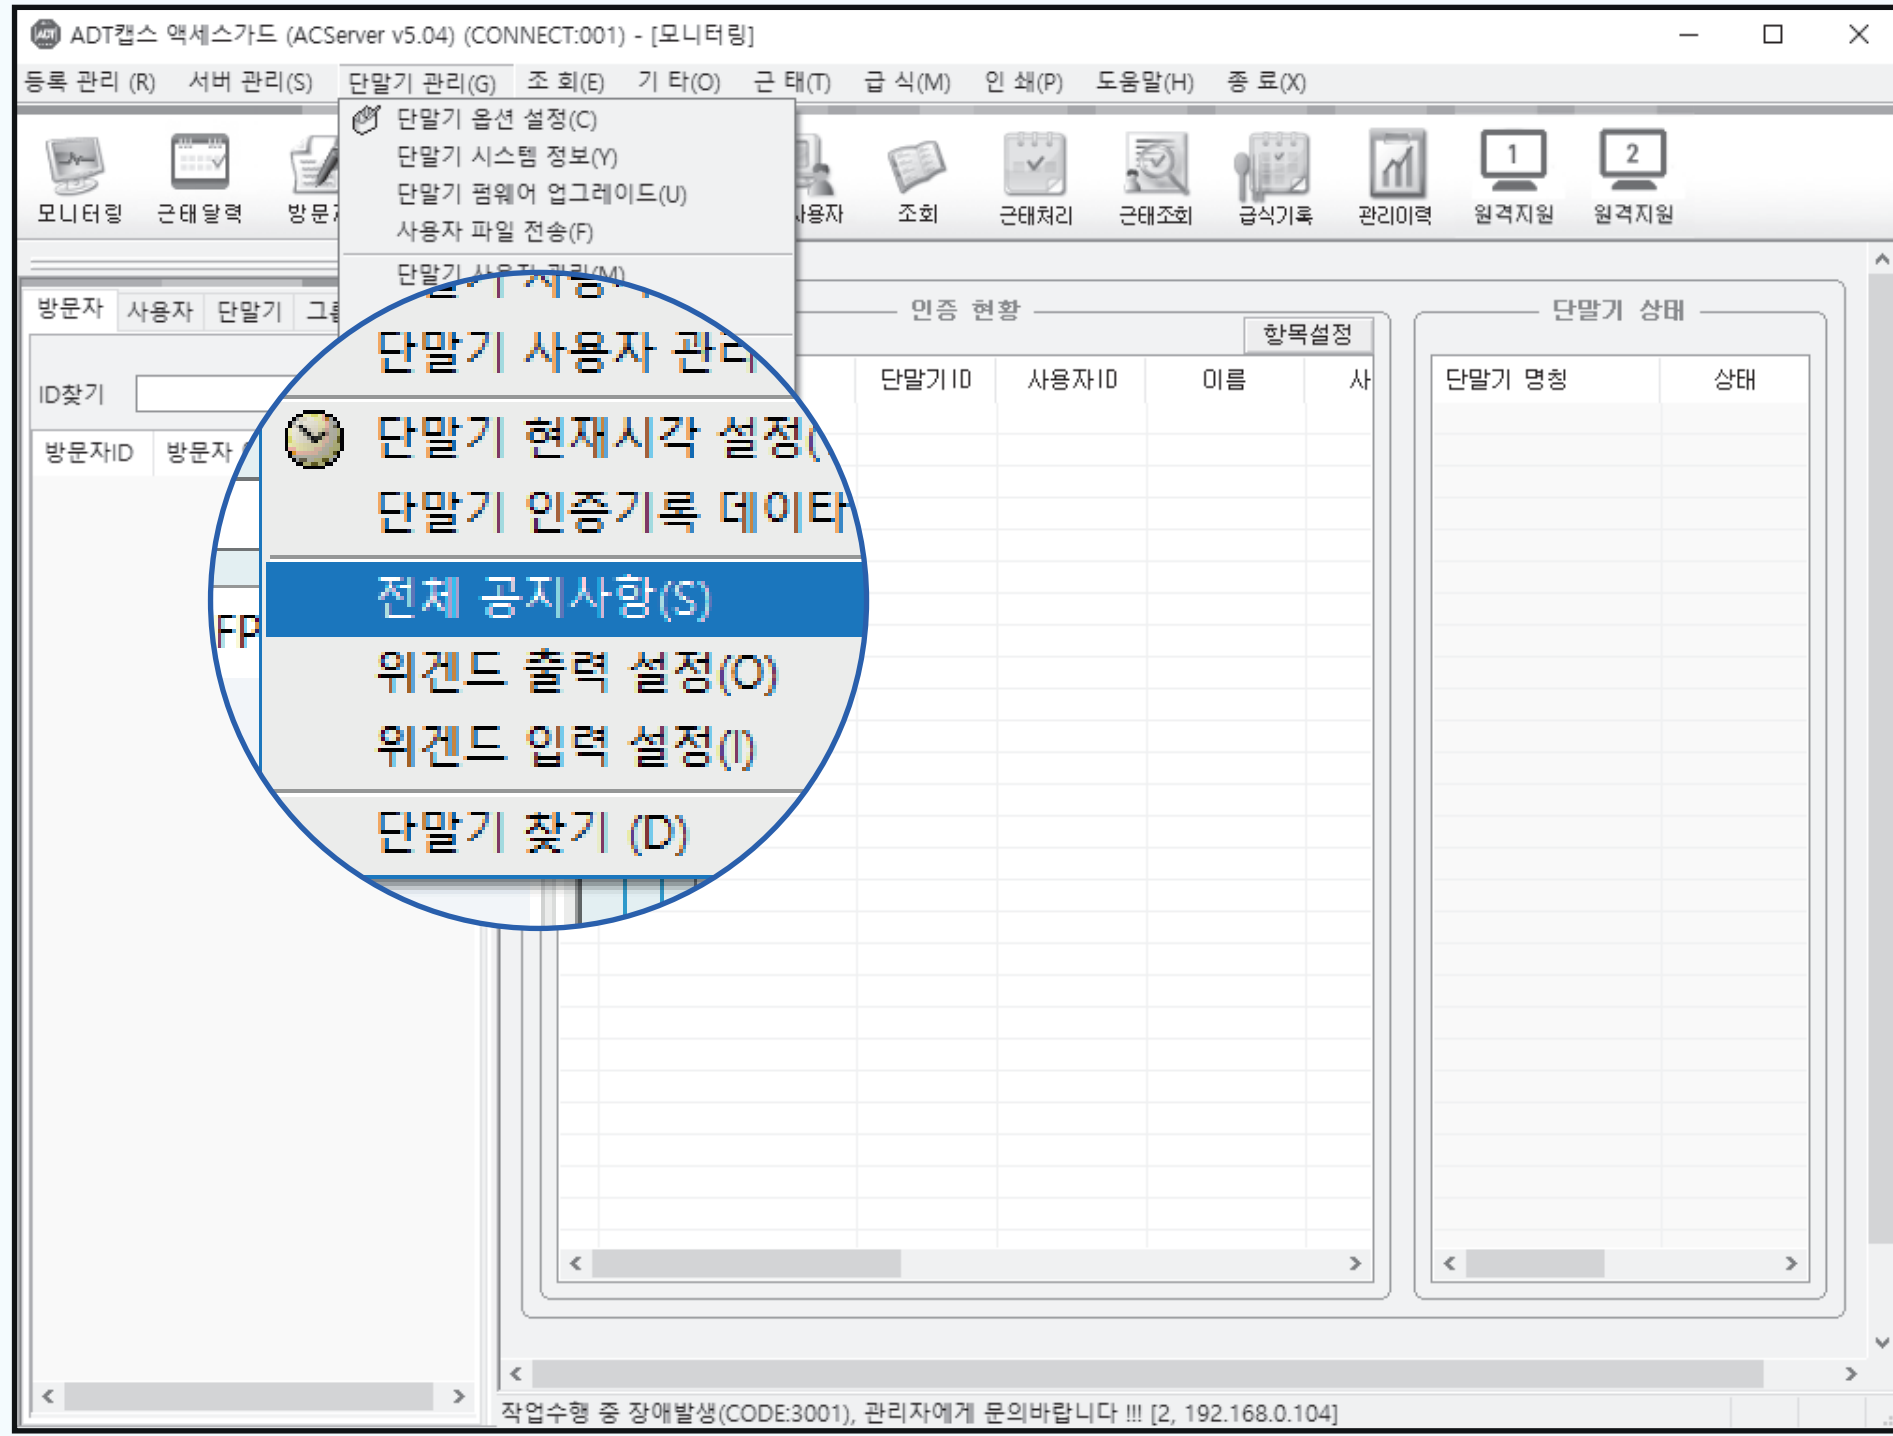 ADT캡스 액세스가드 (ACServer v5.04) (CONNECT:001) - [모니터링]
등록 관리 (R) 서버 관리(S) 단말기 관리(G) 조 회(E) 기 타(O) 근 태(T) 급 식(M) 인 쇄(P) 도움말(H) 종 료(X)
단말기 옵션 설정(C)
단말기 시스템 정보(Y)
단말기 펌웨어 업그레이드(U)
사용자 파일 전송(F)
단말기 사용자 관리(M)
모니터링 근태달력 방문 조회 근태처리 근태조회 급식기록 관리이력 1 원격지원 2 원격지원
방문자 사용자 단말기
ID찾기
방문자ID 방문자
단말기 사용자 관리
단말기 현재시각 설정(
단말기 인증기록 데이타
전체 공지사항(S)
위겐드 출력 설정(O)
위겐드 입력 설정(I)
단말기 찾기 (D)
FP
인증 현황
항목설정
단말기ID 사용자ID 이름 사
단말기 상태
단말기 명칭 상태
작업수행 중 장애발생(CODE:3001), 관리자에게 문의바랍니다 !!! [2, 192.168.0.104]